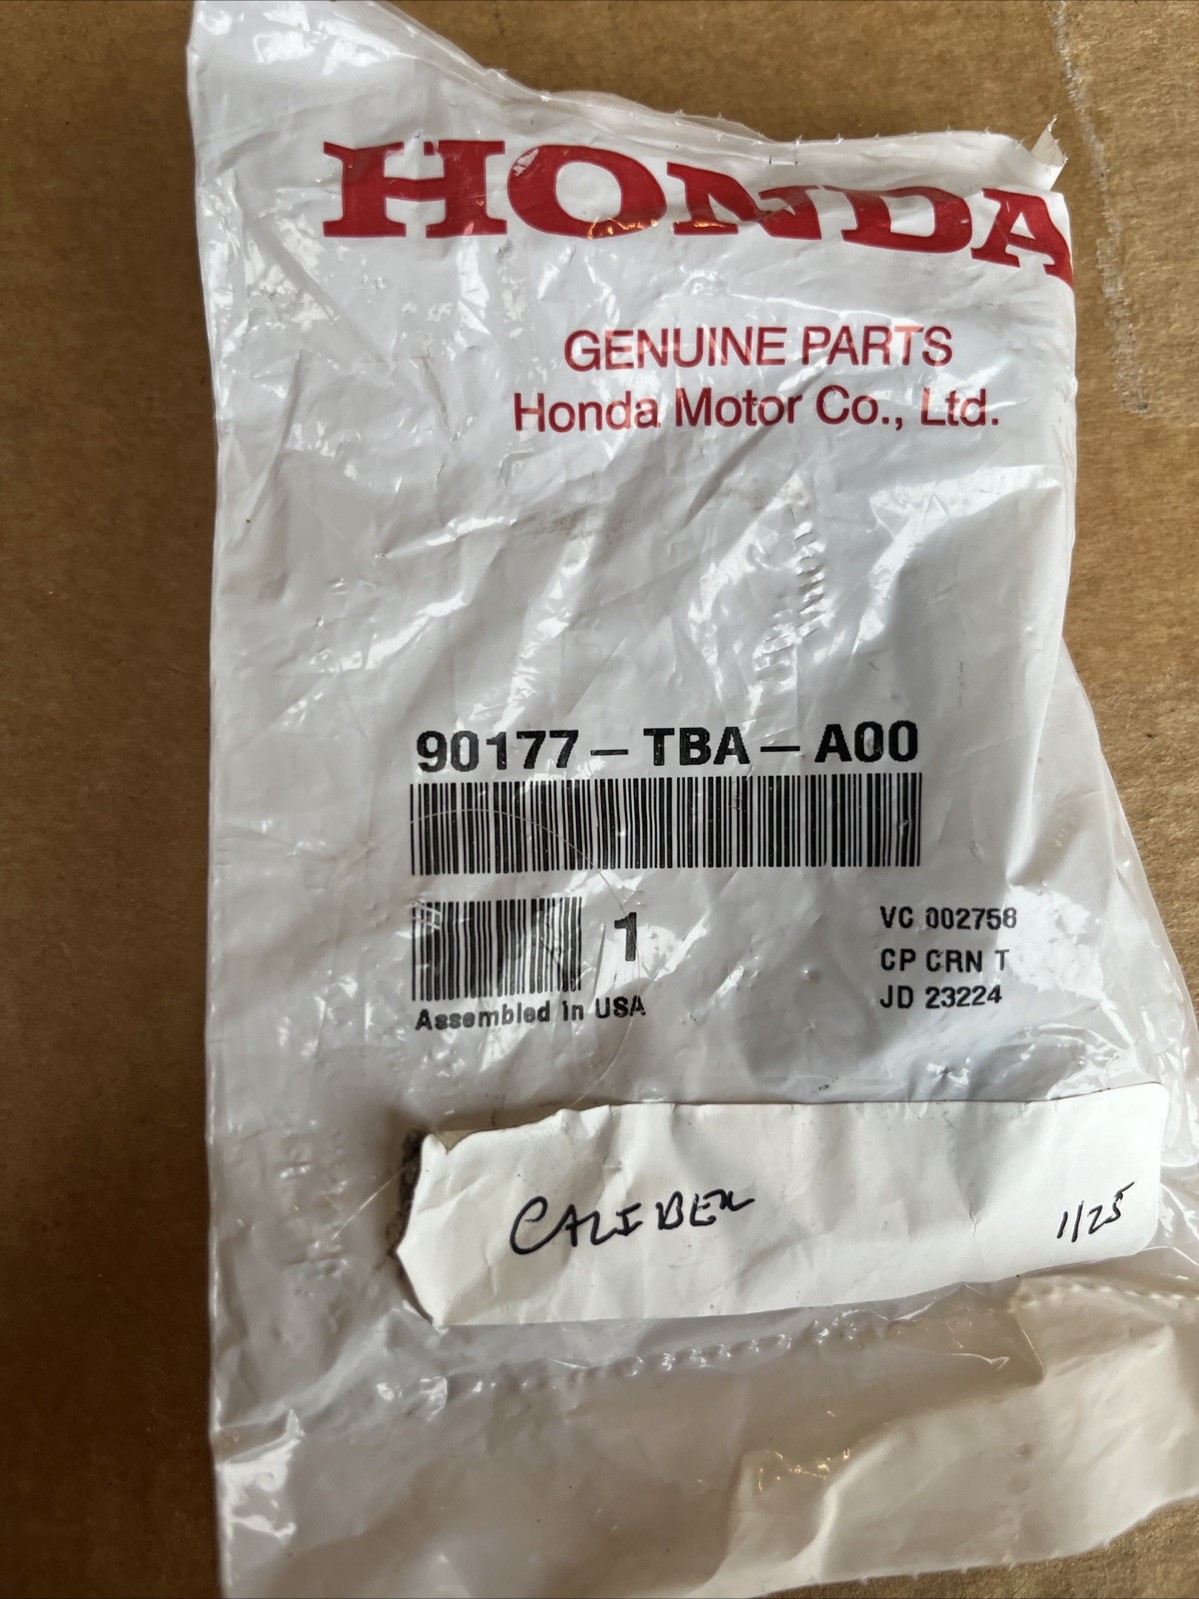 HONDA
GENUINE PARTS
Honda Motor Co., Ltd.
90177-TBA-A00
1
VC 002758
CP CRN T
JD 23224
Assembled in USA
CALIBER
1/25